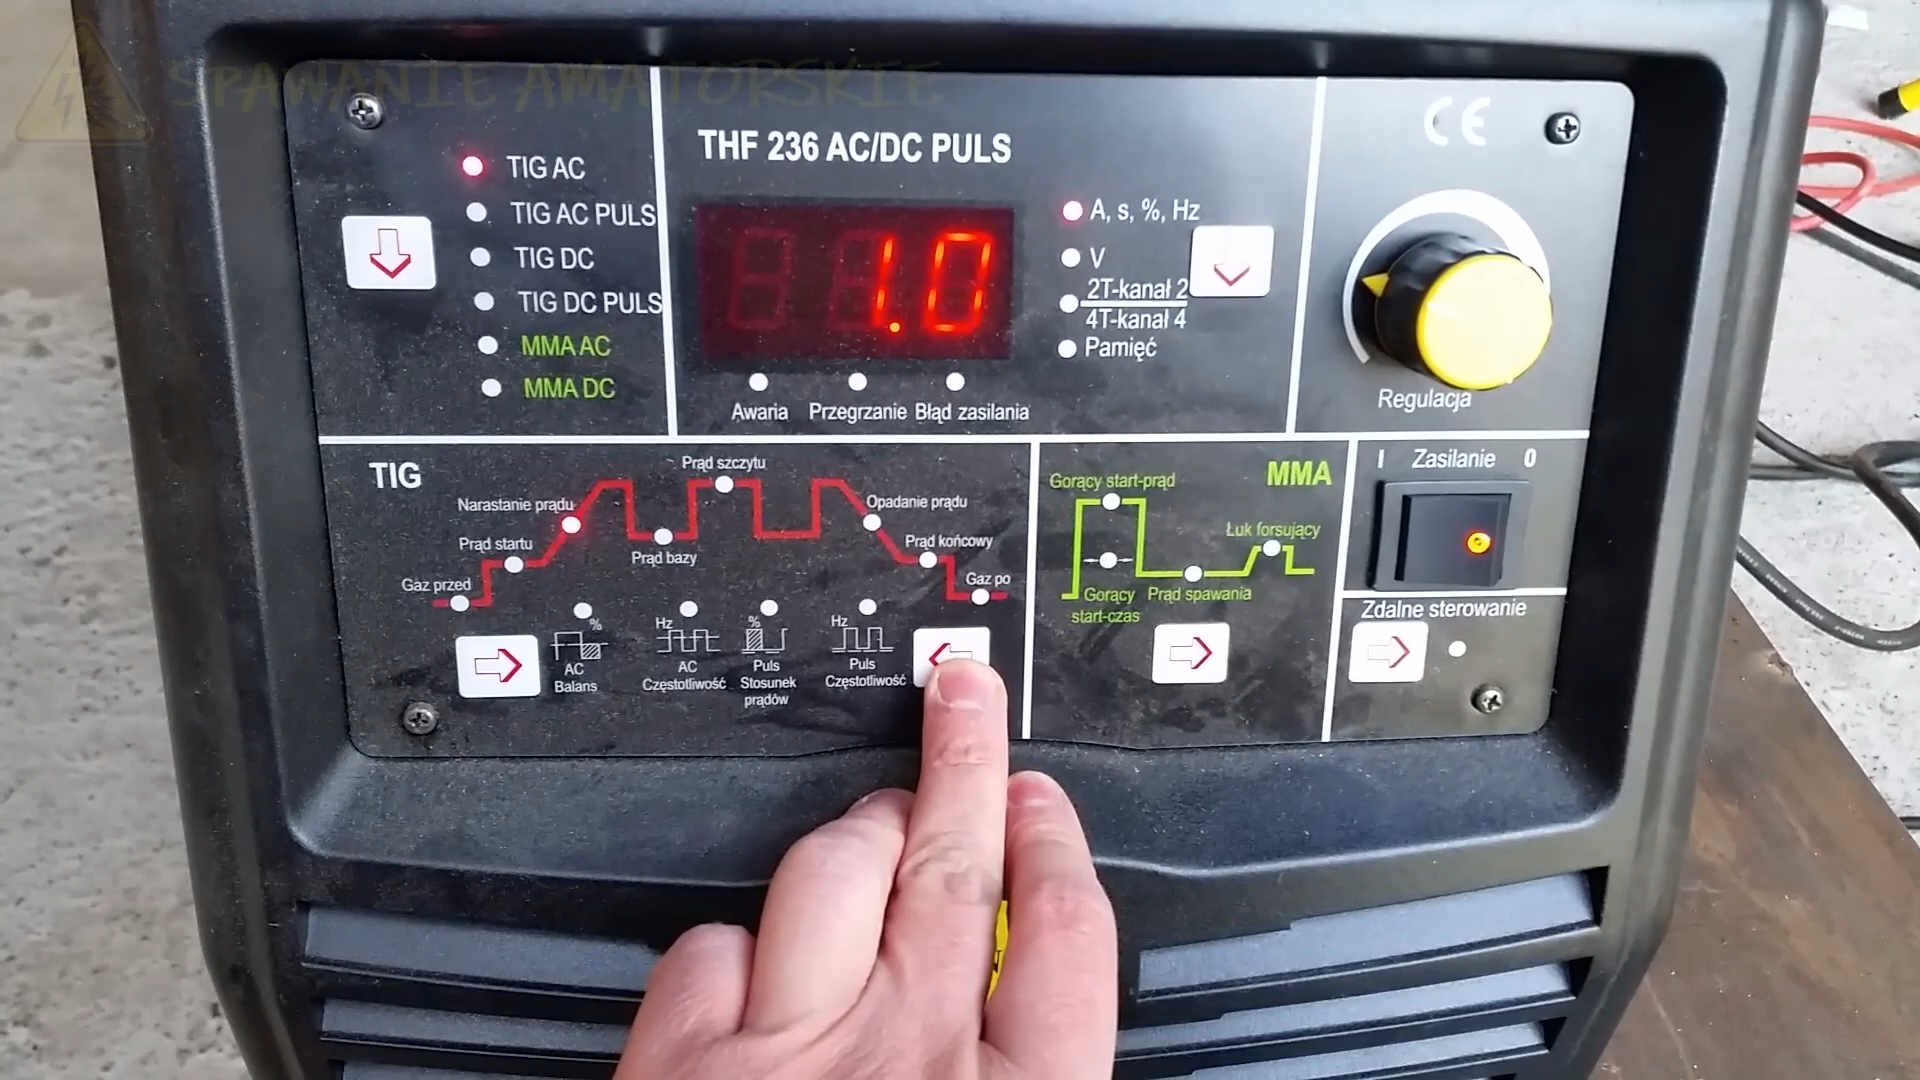 SPAWANIE AMATORSKIE
THF 236 AC/DC PULS
CE
TIG AC
TIG AC PULS
TIG DC
TIG DC PULS
MMA AC
MMA DC
1.0
A, s, %, Hz
V
2T-kanał 2
4T-kanał 4
Pamięć
Awaria
Przegrzanie
Błąd zasilania
Regulacja
TIG
Prąd szczytu
Narastanie prądu
Opadanie prądu
Prąd startu
Prąd bazy
Prąd końcowy
Gaz przed
Gaz po
%
AC
Balans
Hz
AC
Częstotliwość
%
Puls
Stosunek
prądów
Hz
Puls
Częstotliwość
MMA
Gorący start-prąd
Łuk forsujący
Gorący
start-czas
Prąd spawania
I Zasilanie 0
Zdalne sterowanie